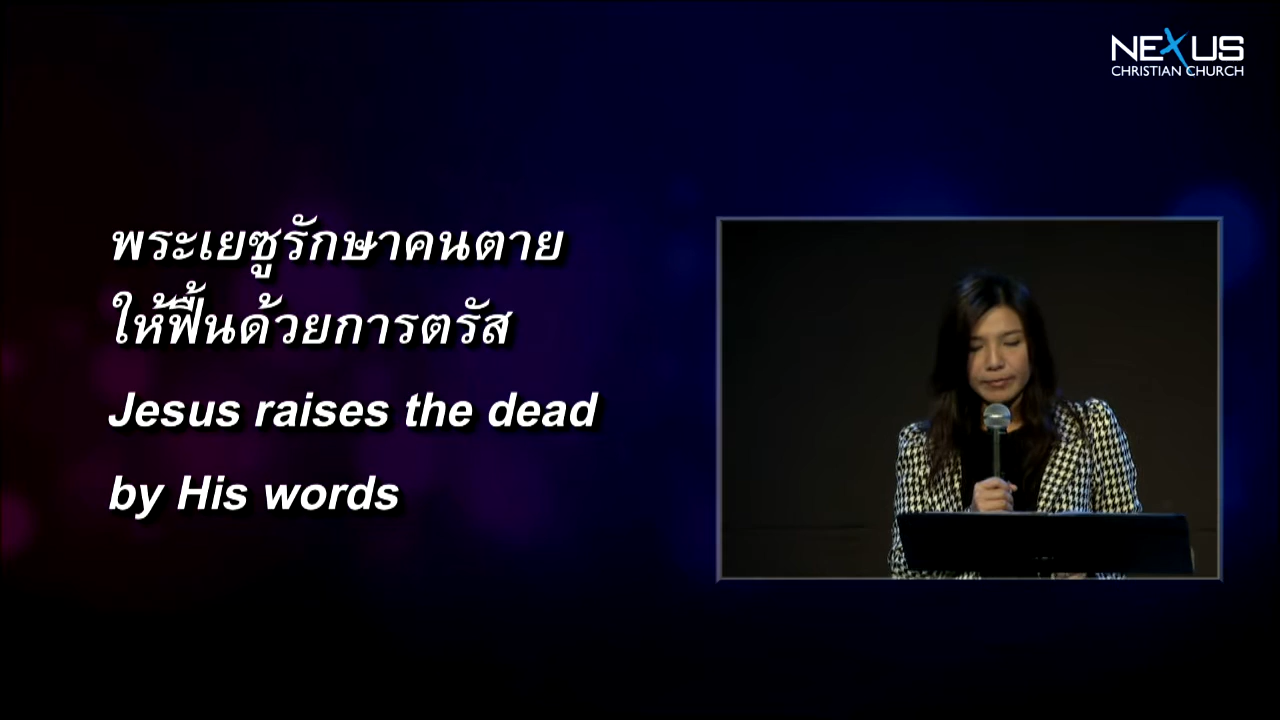 NEXUS
CHRISTIAN CHURCH
พระเยซูรักษาคนตาย
ให้ฟื้นด้วยการตรัส
Jesus raises the dead
by His words